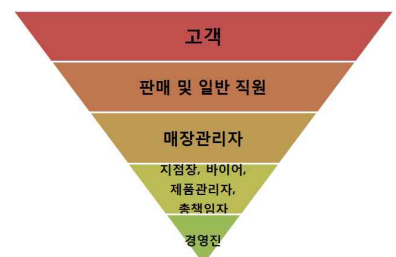 고객
판매 및 일반 직원
매장관리자
지점장, 바이어,
제품관리자,
총책임자
경영진